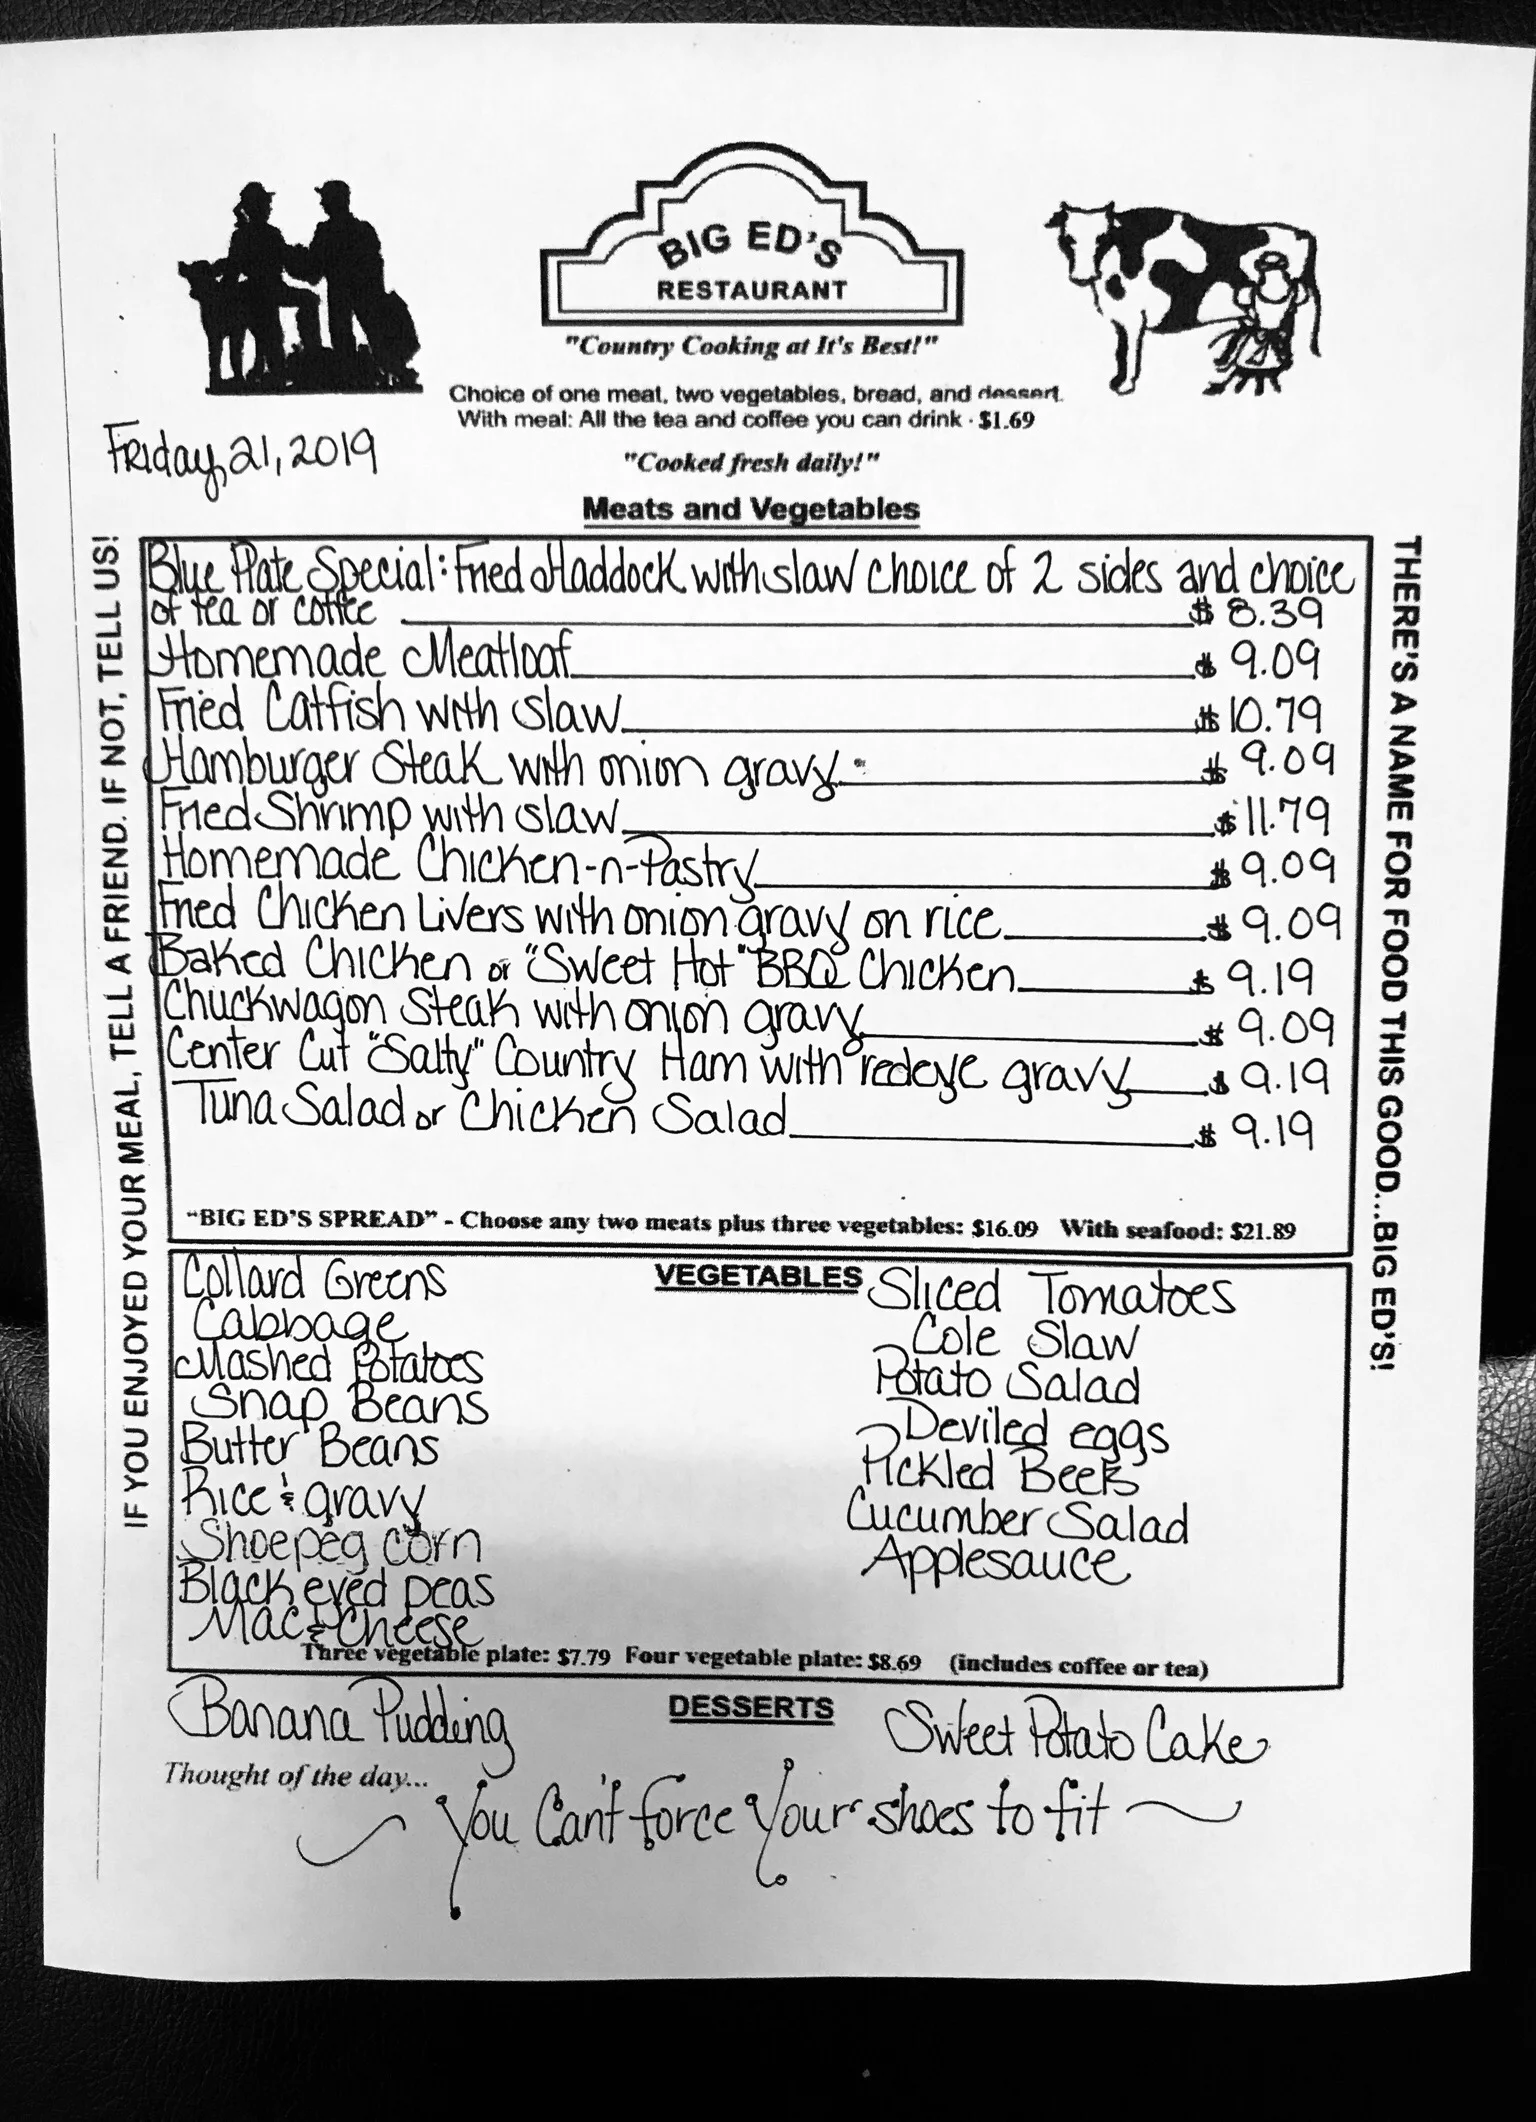 BIG ED'S
RESTAURANT
"Country Cooking at It's Best!"
Choice of one meat, two vegetables, bread, and dessert.
With meal: All the tea and coffee you can drink · $1.69
Friday, 21, 2019
"Cooked fresh daily!"
Meats and Vegetables
IF YOU ENJOYED YOUR MEAL, TELL A FRIEND. IF NOT, TELL US!
THERE'S A NAME FOR FOOD THIS GOOD...BIG ED'S!
Blue Plate Special: Fried Haddock with slaw choice of 2 sides and choice
of tea or coffee $ 8.39
Homemade Meatloaf $ 9.09
Fried Catfish with slaw $ 10.79
Hamburger Steak with onion gravy $ 9.09
Fried Shrimp with slaw $ 11.79
Homemade Chicken-n-Pastry $ 9.09
Fried Chicken Livers with onion gravy on rice $ 9.09
Baked Chicken or "Sweet Hot" BBQ Chicken $ 9.19
Chuckwagon Steak with onion gravy $ 9.09
Center Cut "Salty" Country Ham with redeye gravy $ 9.19
Tuna Salad or Chicken Salad $ 9.19
"BIG ED'S SPREAD" - Choose any two meats plus three vegetables: $16.09 With seafood: $21.89
VEGETABLES
Collard Greens
Cabbage
Mashed Potatoes
Snap Beans
Butter Beans
Rice & gravy
Shoepeg corn
Black eyed peas
Mac & Cheese
Sliced Tomatoes
Cole Slaw
Potato Salad
Deviled eggs
Pickled Beets
Cucumber Salad
Applesauce
Three vegetable plate: $7.79 Four vegetable plate: $8.69 (includes coffee or tea)
DESSERTS
Banana Pudding
Sweet Potato Cake
Thought of the day...
You Can't force your shoes to fit